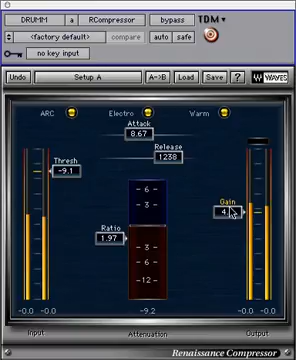 DRUMM a RCompressor bypass TDM
<factory default> compare auto safe
no key input
Undo Setup A A->B Load Save ? WAVES
ARC Electro Warm
Attack
8.67
Release
1238
Thresh
-9.1
Gain
4.
Ratio
1.97
6
3
3
6
12
-0.0 -0.0 -9.2 -0.0 -0.0
Input Attenuation Output
Renaissance Compressor